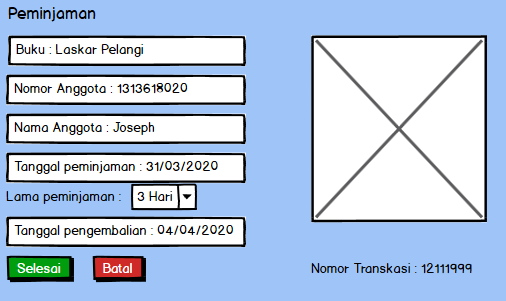 Peminjaman
Buku : Laskar Pelangi
Nomor Anggota : 1313618020
Nama Anggota : Joseph
Tanggal peminjaman : 31/03/2020
Lama peminjaman : 3 Hari
Tanggal pengembalian : 04/04/2020
Selesai Batal
Nomor Transkasi : 12111999